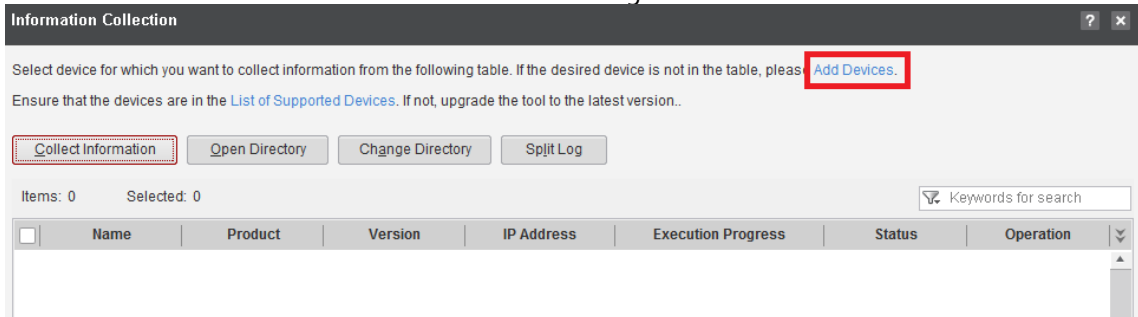 Information Collection ? x
Select device for which you want to collect information from the following table. If the desired device is not in the table, please Add Devices.
Ensure that the devices are in the List of Supported Devices. If not, upgrade the tool to the latest version..
Collect Information Open Directory Change Directory Split Log
Items: 0 Selected: 0 Keywords for search
Name Product Version IP Address Execution Progress Status Operation